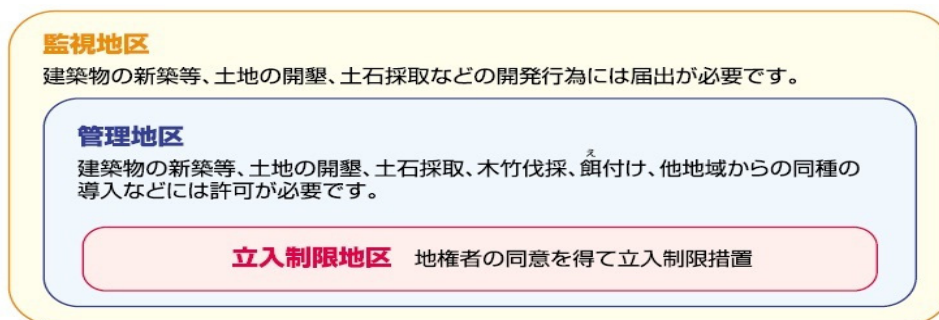 監視地区
建築物の新築等、土地の開墾、土石採取などの開発行為には届出が必要です。
管理地区
え
建築物の新築等、土地の開墾、土石採取、木竹伐採、餌付け、他地域からの同種の
導入などには許可が必要です。
立入制限地区 地権者の同意を得て立入制限措置